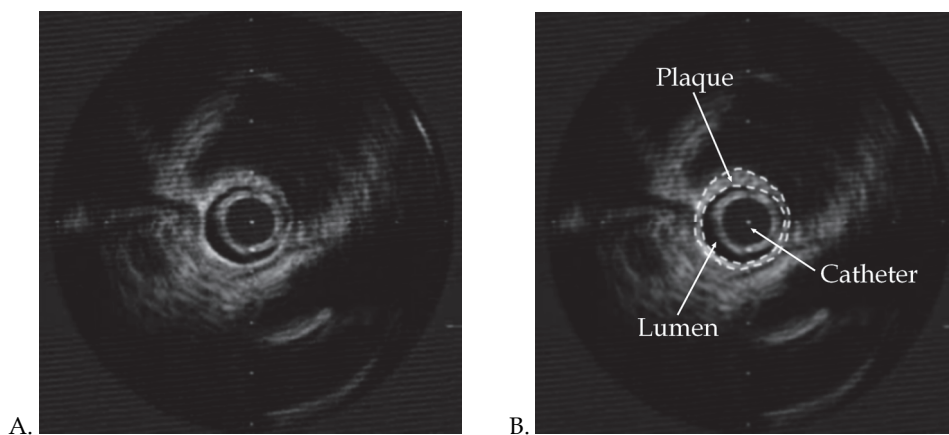 Plaque
Catheter
Lumen
A.
B.